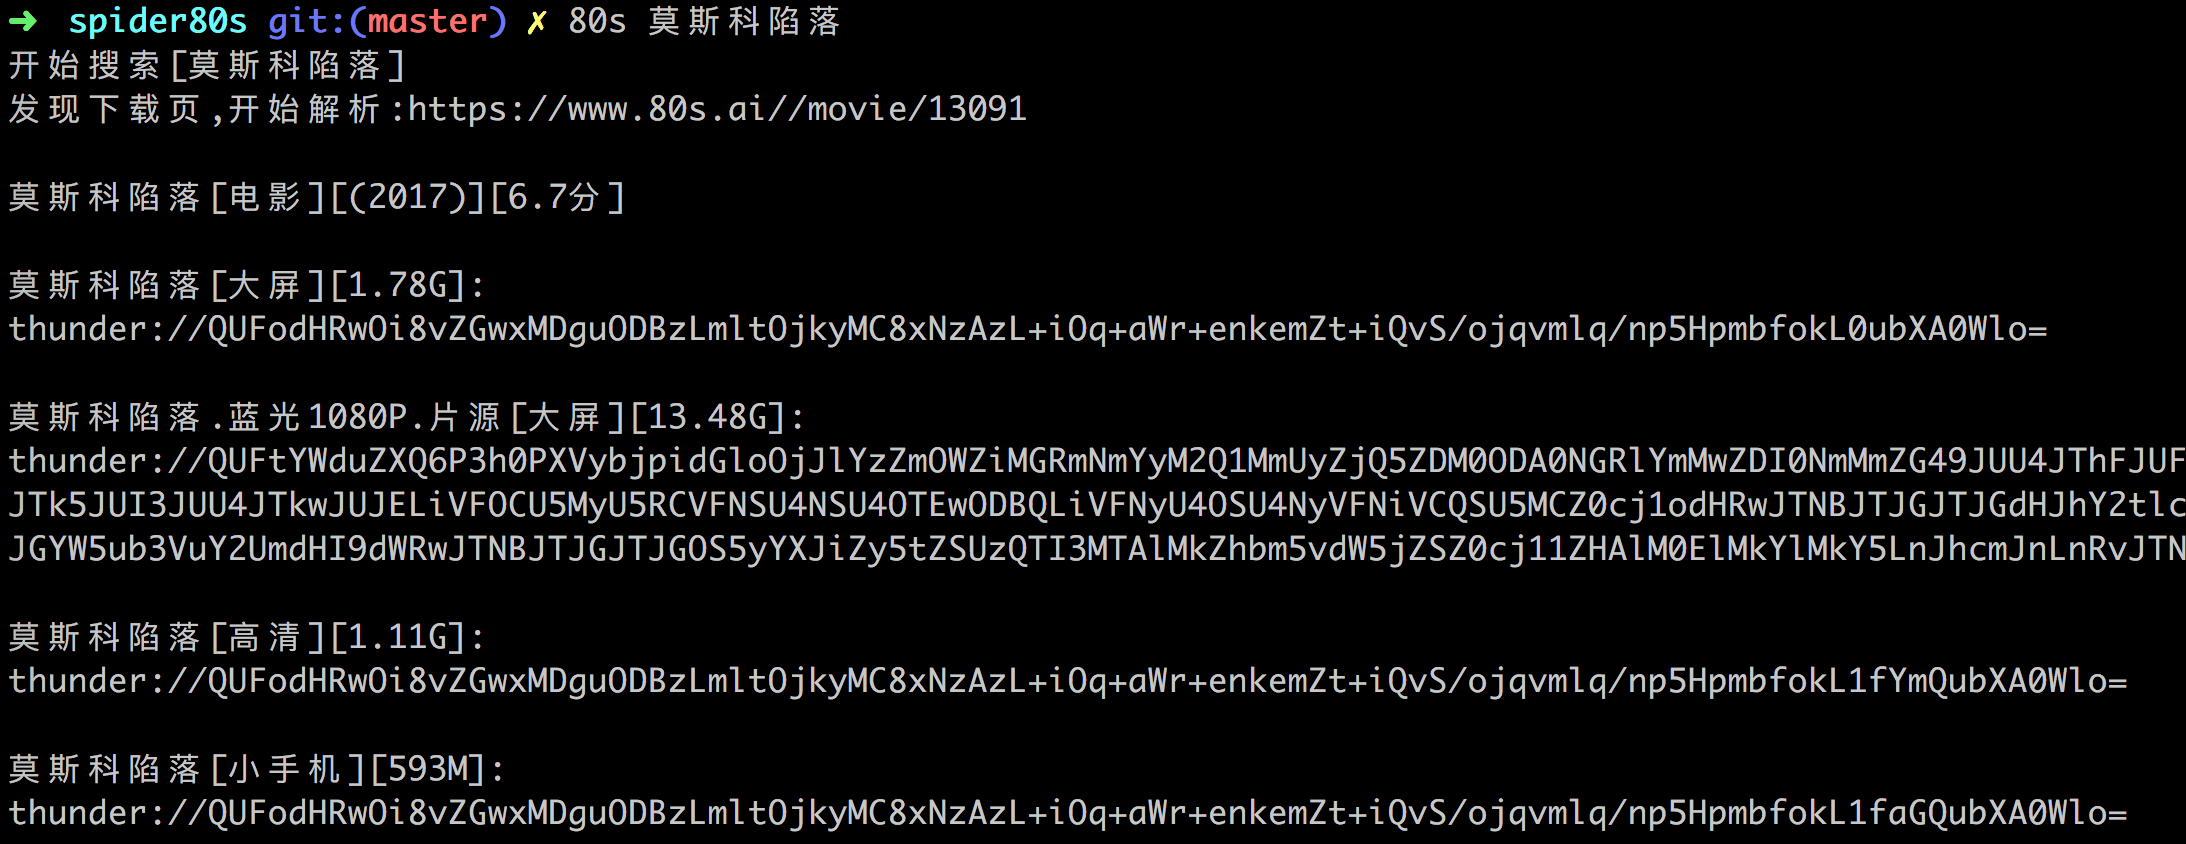 ➜ spider80s git:(master) ✗ 80s 莫斯科陷落
开始搜索[莫斯科陷落]
发现下载页,开始解析:https://www.80s.ai//movie/13091
莫斯科陷落[电影][(2017)][6.7分]
莫斯科陷落[大屏][1.78G]:
thunder://QUFodHRwOi8vZGwxMDguODBzLmltOjkyMC8xNzAzL+iOq+aWr+enkemZt+iQvS/ojqvmlq/np5HpmbfokL0ubXA0Wlo=
莫斯科陷落.蓝光1080P.片源[大屏][13.48G]:
thunder://QUFtYWduZXQ6P3h0PXVybjpidGloOjJlYzZmOWZiMGRmNmYyM2Q1MmUyZjQ5ZDM0ODA0NGRlYmMwZDI0NmMmZG49JUU4JThFJUF
JTk5JUI3JUU4JTkwJUJELiVFOCU5MyU5RCVFNSU4NSU4OTEwODBQLiVFNyU4OSU4NyVFNiVCQSU5MCZ0cj1odHRwJTNBJTJGJTJGdHJhY2tlc
JGYW5ub3VuY2UmdHI9dWRwJTNBJTJGJTJGOS5yYXJiZy5tZSUzQTI3MTAlMkZhbm5vdW5jZSZ0cj11ZHAlM0ElMkYlMkY5LnJhcmJnLnRvJTN
莫斯科陷落[高清][1.11G]:
thunder://QUFodHRwOi8vZGwxMDguODBzLmltOjkyMC8xNzAzL+iOq+aWr+enkemZt+iQvS/ojqvmlq/np5HpmbfokL1fYmQubXA0Wlo=
莫斯科陷落[小手机][593M]:
thunder://QUFodHRwOi8vZGwxMDguODBzLmltOjkyMC8xNzAzL+iOq+aWr+enkemZt+iQvS/ojqvmlq/np5HpmbfokL1faGQubXA0Wlo=